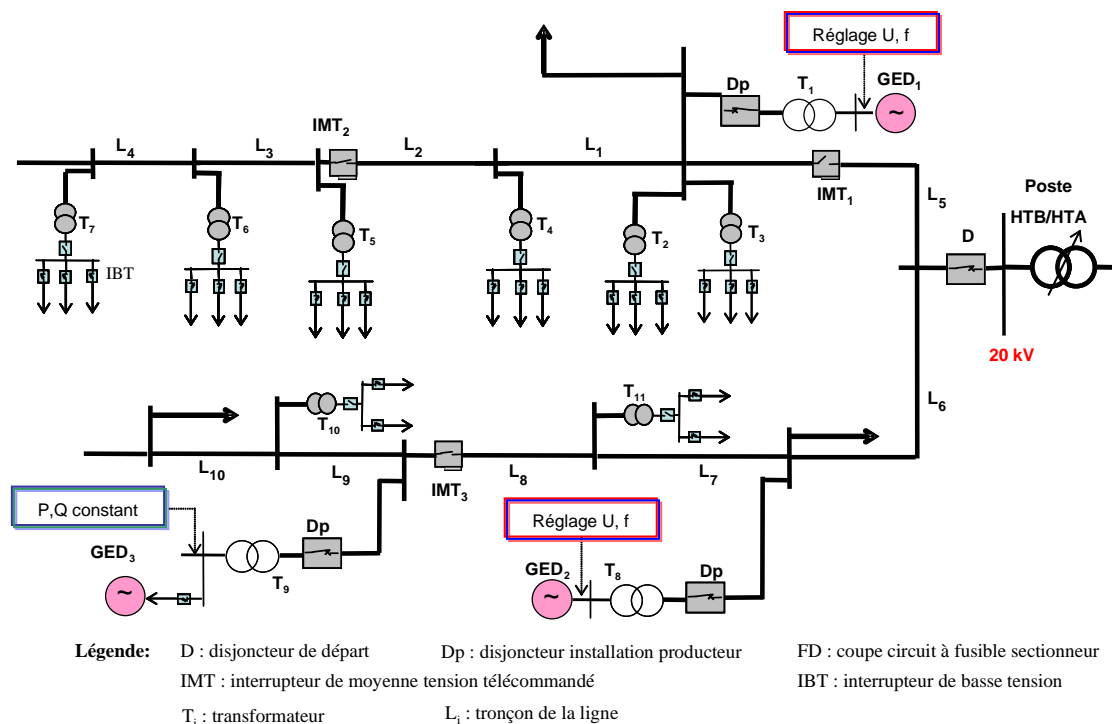 Réglage U, f
Dp
T1
GED1
IMT2
L4
L3
L2
L1
IMT1
L5
Poste
HTB/HTA
D
T7
T6
T5
T4
T2
T3
IBT
20 kV
L6
T10
T11
L10
L9
IMT3
L8
L7
P,Q constant
Réglage U, f
GED3
Dp
T9
GED2
T8
Dp
Légende:
D : disjoncteur de départ
Dp : disjoncteur installation producteur
FD : coupe circuit à fusible sectionneur
IMT : interrupteur de moyenne tension télécommandé
IBT : interrupteur de basse tension
Ti : transformateur
Li : tronçon de la ligne